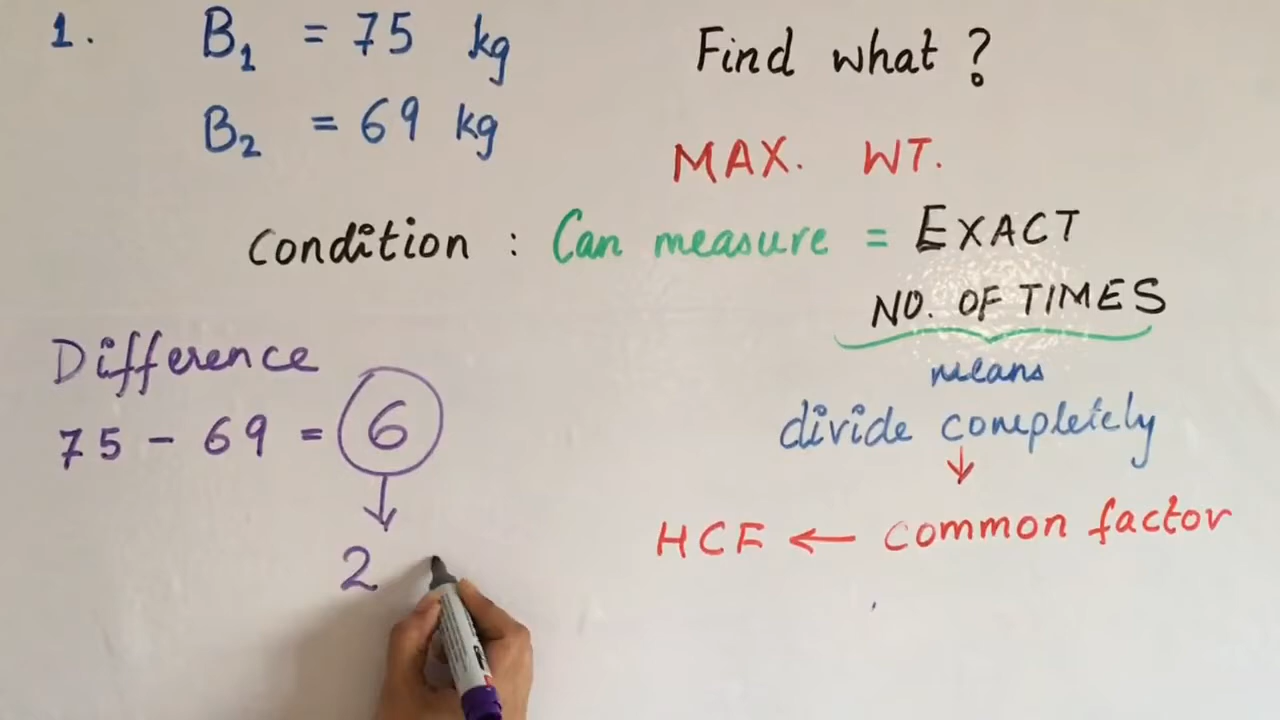 1. B₁ = 75 kg
B₂ = 69 kg
Find what ?
MAX. WT.
Condition : Can measure = EXACT
NO. OF TIMES
means
divide completely
↓
HCF ← common factor
Difference
75 - 69 = 6
↓
2